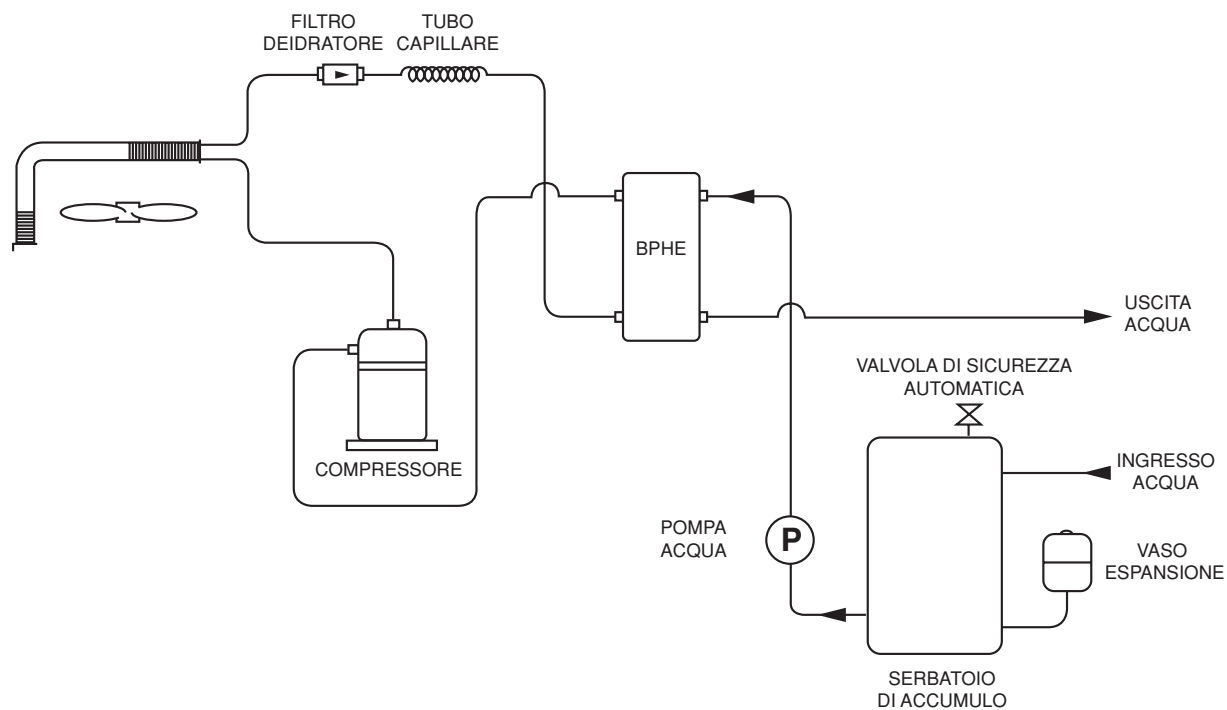 FILTRO
DEIDRATORE
TUBO
CAPILLARE
BPHE
USCITA
ACQUA
VALVOLA DI SICUREZZA
AUTOMATICA
COMPRESSORE
INGRESSO
ACQUA
POMPA
ACQUA
P
VASO
ESPANSIONE
SERBATOIO
DI ACCUMULO